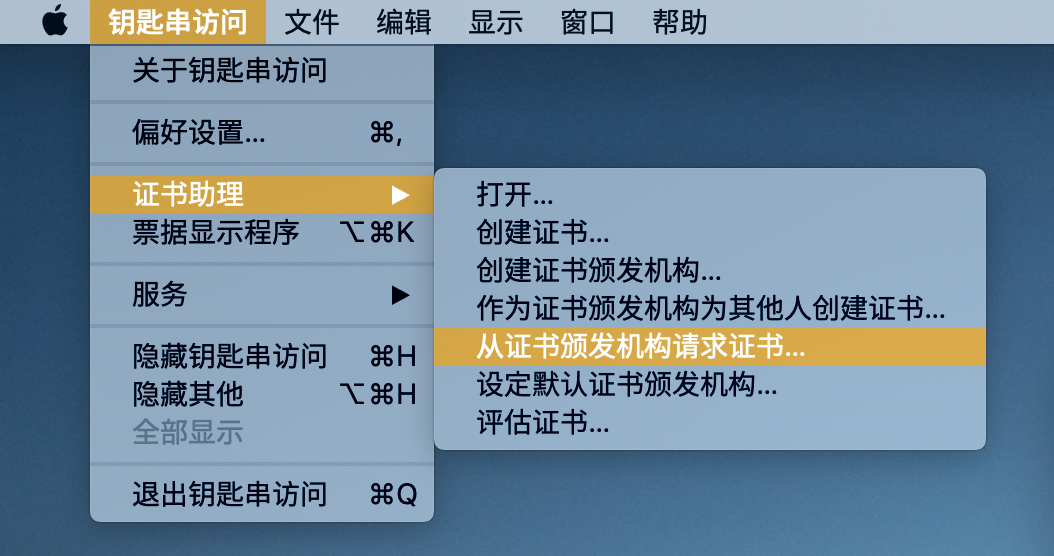 钥匙串访问 文件 编辑 显示 窗口 帮助
关于钥匙串访问
偏好设置... ⌘,
证书助理 ▶
票据显示程序 ⌥⌘K
服务 ▶
隐藏钥匙串访问 ⌘H
隐藏其他 ⌥⌘H
全部显示
退出钥匙串访问 ⌘Q
打开...
创建证书...
创建证书颁发机构...
作为证书颁发机构为其他人创建证书...
从证书颁发机构请求证书...
设定默认证书颁发机构...
评估证书...